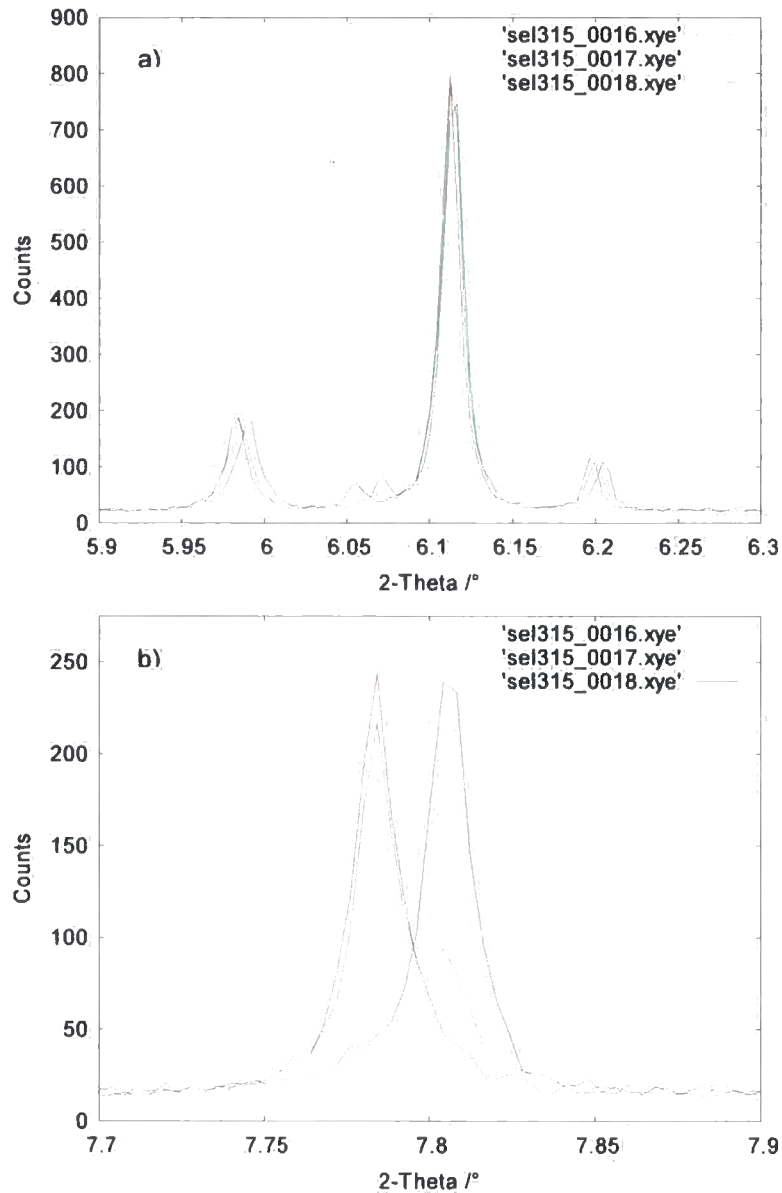 900
800
700
600
500
400
300
200
100
0
Counts
a)
'sel315_0016.xye'
'sel315_0017.xye'
'sel315_0018.xye'
5.9 5.95 6 6.05 6.1 6.15 6.2 6.25 6.3
2-Theta /°
250
200
150
100
50
0
Counts
b)
'sel315_0016.xye'
'sel315_0017.xye'
'sel315_0018.xye'
7.7 7.75 7.8 7.85 7.9
2-Theta /°